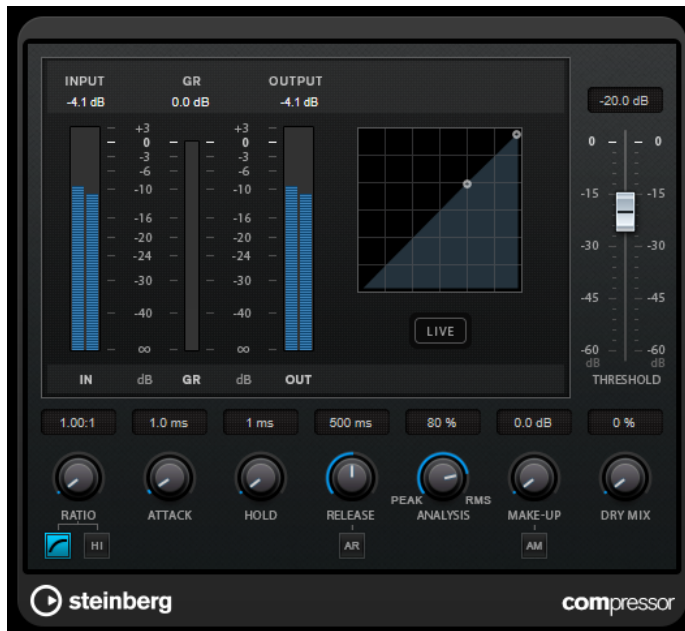 INPUT GR OUTPUT
-4.1 dB 0.0 dB -4.1 dB -20.0 dB
+3 +3
0 0 0 0
-3 -3
-6 -6
-10 -10 -15 -15
-16 -16
-20 -20
-24 -24 -30 -30
-30 -30
-40 -40 -45 -45
LIVE
∞ ∞ -60 -60
dB dB
IN dB GR dB OUT THRESHOLD
1.00:1 1.0 ms 1 ms 500 ms 80 % 0.0 dB 0 %
PEAK RMS
RATIO ATTACK HOLD RELEASE ANALYSIS MAKE-UP DRY MIX
HI AR AM
steinberg compressor